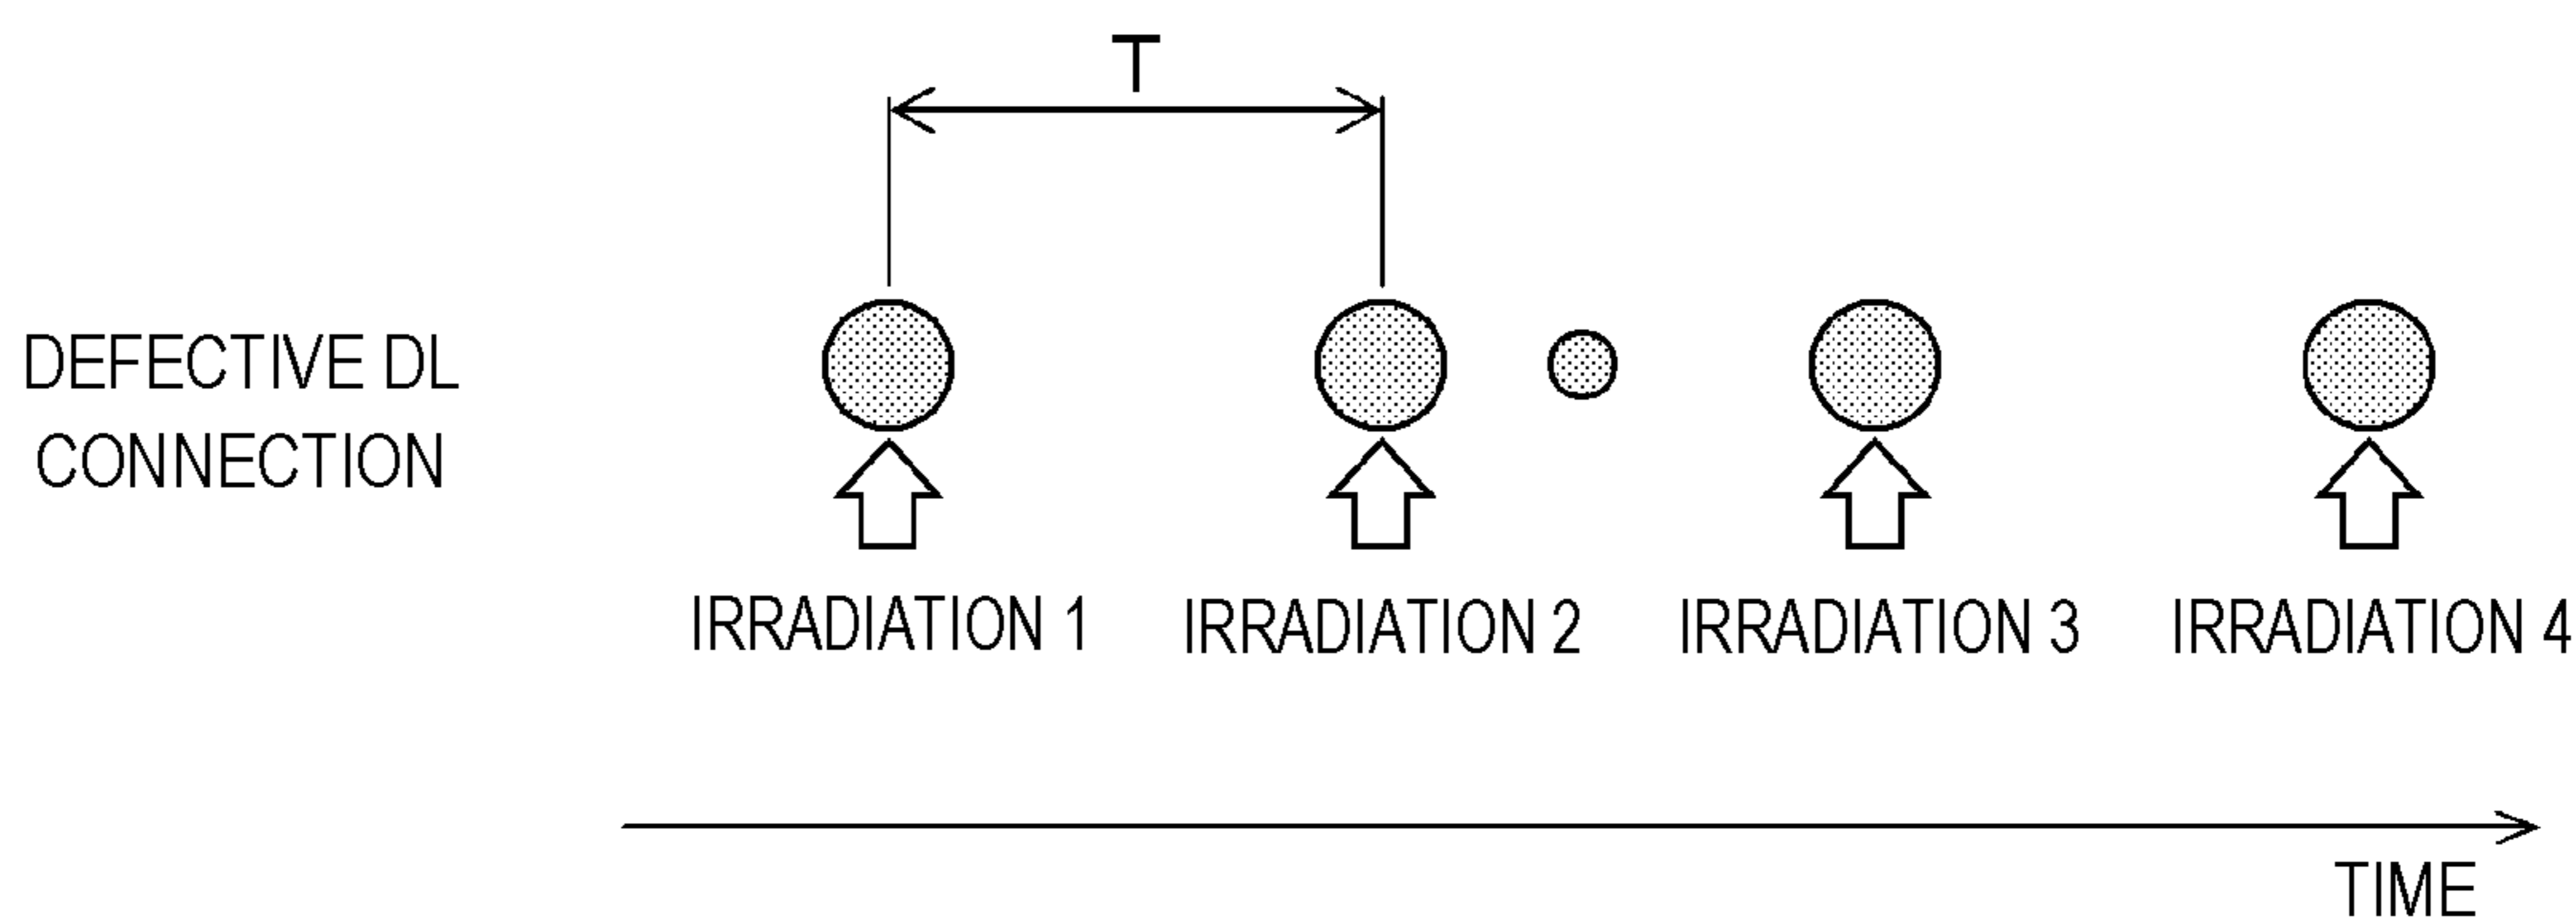 T
DEFECTIVE DL
CONNECTION
IRRADIATION 1
IRRADIATION 2
IRRADIATION 3
IRRADIATION 4
TIME